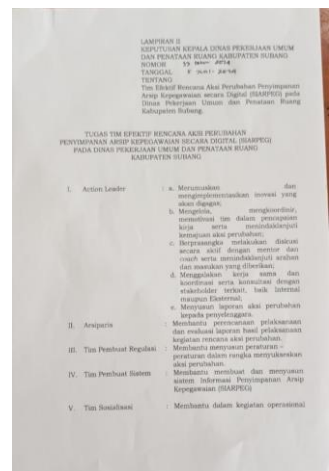 LAMPIRAN II
KEPUTUSAN KEPALA DINAS PEKERJAAN UMUM
DAN PENATAAN RUANG KABUPATEN SUBANG
NOMOR
TANGGAL
TENTANG
Tim Efektif Rencana Aksi Perubahan Penyimpanan
Arsip Kepegawaian secara Digital (SIARPEG) pada
Dinas Pekerjaan Umum dan Penataan Ruang
Kabupaten Subang.
TUGAS TIM EFEKTIF RENCANA AKSI PERUBAHAN
PENYIMPANAN ARSIP KEPEGAWAIAN SECARA DIGITAL (SIARPEG)
PADA DINAS PEKERJAAN UMUM DAN PENATAAN RUANG
KABUPATEN SUBANG
I. Action Leader : a. Merumuskan dan
mengimplementasikan inovasi yang
akan digagas;
b. Mengelola, mengkoordinir,
memotivasi tim dalam pencapaian
kerja serta menindaklanjuti
kemajuan aksi perubahan;
c. Berprasangka melakukan diskusi
secara aktif dengan mentor dan
coach serta menindaklanjuti arahan
dan masukan yang diberikan;
d. Menggalakan kerja sama dan
koordinasi serta konsultasi dengan
stakeholder terkait, baik internal
maupun Eksternal;
e. Menyusun laporan aksi perubahan
kepada penyelenggara.
II. Arsiparis : Membantu perencanaan pelaksanaan
dan evaluasi laporan hasil pelaksanaan
kegiatan rencana aksi perubahan.
III. Tim Pembuat Regulasi : Membantu menyusun peraturan –
peraturan dalam rangka menyukseskan
aksi perubahan.
IV. Tim Pembuat Sistem : Membantu membuat dan menyusun
sistem Informasi Penyimpanan Arsip
Kepegawaian (SIARPEG)
V. Tim Sosialisasi : Membantu dalam kegiatan operasional